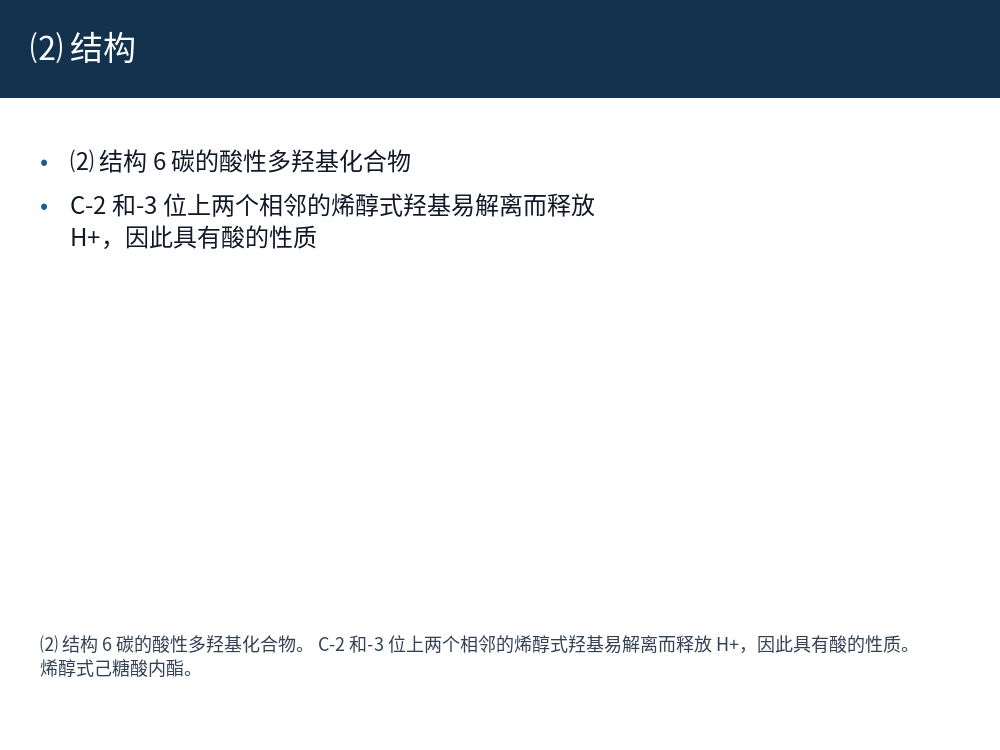 ⑵ 结构
• ⑵ 结构 6 碳的酸性多羟基化合物
• C-2 和-3 位上两个相邻的烯醇式羟基易解离而释放
H+，因此具有酸的性质
⑵ 结构 6 碳的酸性多羟基化合物。 C-2 和-3 位上两个相邻的烯醇式羟基易解离而释放 H+，因此具有酸的性质。
烯醇式己糖酸内酯。